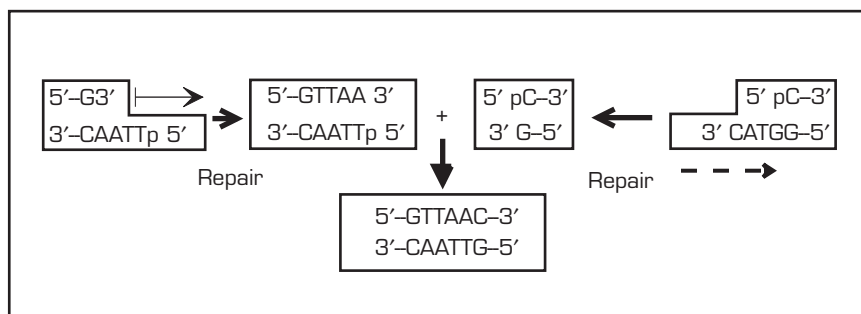 5′–G3′
3′–CAATTp 5′
Repair
5′–GTTAA 3′
3′–CAATTp 5′
+
5′ pC–3′
3′ G–5′
5′ pC–3′
3′ CATGG–5′
Repair
5′–GTTAAC–3′
3′–CAATTG–5′